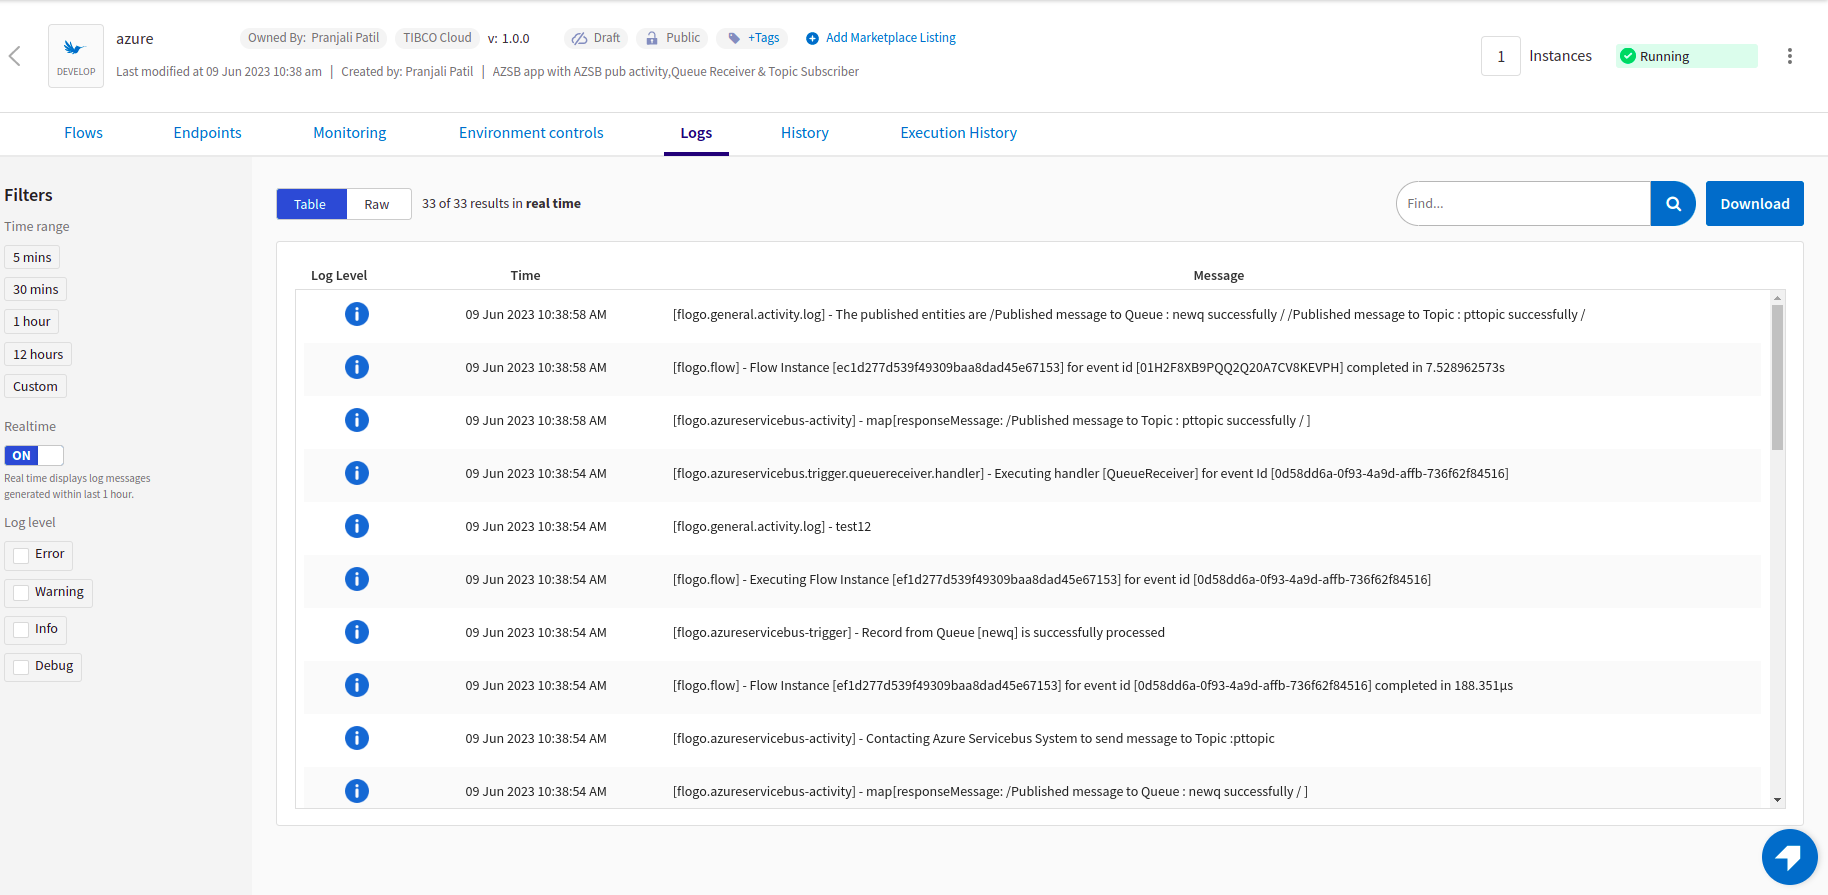 azure
Owned By: Pranjali Patil
TIBCO Cloud
v: 1.0.0
Draft
Public
+Tags
Add Marketplace Listing
DEVELOP
Last modified at 09 Jun 2023 10:38 am | Created by: Pranjali Patil | AZSB app with AZSB pub activity,Queue Receiver & Topic Subscriber
1 Instances
Running
Flows Endpoints Monitoring Environment controls Logs History Execution History
Filters
Time range
5 mins
30 mins
1 hour
12 hours
Custom
Realtime
ON
Real time displays log messages
generated within last 1 hour.
Log level
Error
Warning
Info
Debug
Table Raw 33 of 33 results in real time
Find...
Download
Log Level Time Message
09 Jun 2023 10:38:58 AM [flogo.general.activity.log] - The published entities are /Published message to Queue : newq successfully / /Published message to Topic : pttopic successfully /
09 Jun 2023 10:38:58 AM [flogo.flow] - Flow Instance [ec1d277d539f49309baa8dad45e67153] for event id [01H2F8XB9PQQ2Q20A7CV8KEVPH] completed in 7.528962573s
09 Jun 2023 10:38:58 AM [flogo.azureservicebus-activity] - map[responseMessage: /Published message to Topic : pttopic successfully / ]
09 Jun 2023 10:38:54 AM [flogo.azureservicebus.trigger.queuereceiver.handler] - Executing handler [QueueReceiver] for event Id [0d58dd6a-0f93-4a9d-affb-736f62f84516]
09 Jun 2023 10:38:54 AM [flogo.general.activity.log] - test12
09 Jun 2023 10:38:54 AM [flogo.flow] - Executing Flow Instance [ef1d277d539f49309baa8dad45e67153] for event id [0d58dd6a-0f93-4a9d-affb-736f62f84516]
09 Jun 2023 10:38:54 AM [flogo.azureservicebus-trigger] - Record from Queue [newq] is successfully processed
09 Jun 2023 10:38:54 AM [flogo.flow] - Flow Instance [ef1d277d539f49309baa8dad45e67153] for event id [0d58dd6a-0f93-4a9d-affb-736f62f84516] completed in 188.351µs
09 Jun 2023 10:38:54 AM [flogo.azureservicebus-activity] - Contacting Azure Servicebus System to send message to Topic :pttopic
09 Jun 2023 10:38:54 AM [flogo.azureservicebus-activity] - map[responseMessage: /Published message to Queue : newq successfully / ]